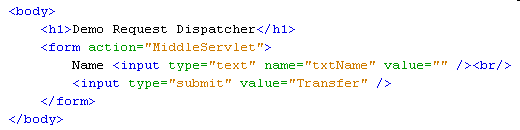 <body>
<h1>Demo Request Dispatcher</h1>
<form action="MiddleServlet">
Name <input type="text" name="txtName" value="" /><br/>
<input type="submit" value="Transfer" />
</form>
</body>